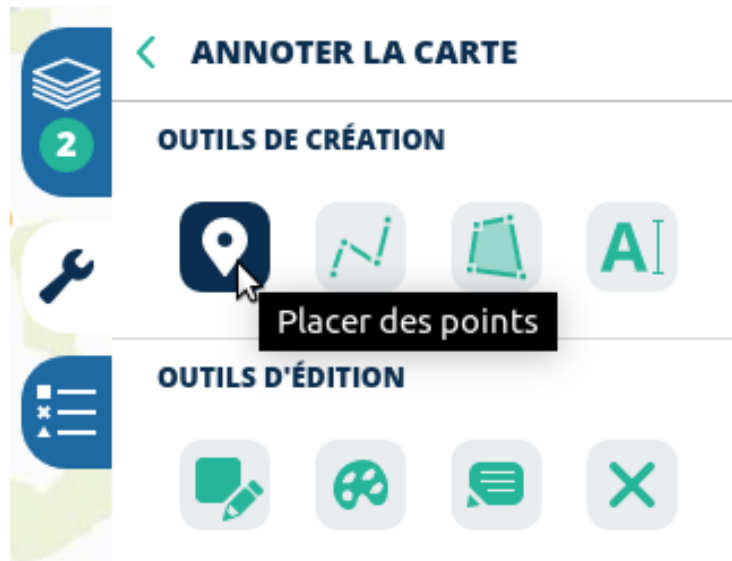 ANNOTER LA CARTE
2
OUTILS DE CRÉATION
A
Placer des points
OUTILS D'ÉDITION